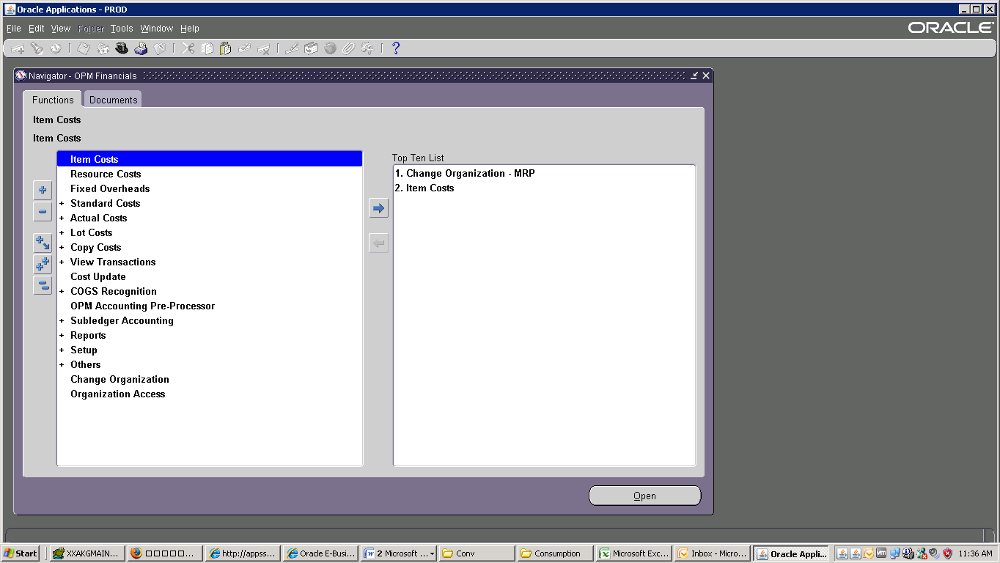 Oracle Applications - PROD
File Edit View Folder Tools Window Help
ORACLE
Navigator - OPM Financials
Functions Documents
Item Costs
Item Costs
Item Costs
Resource Costs
Fixed Overheads
+ Standard Costs
+ Actual Costs
+ Lot Costs
+ Copy Costs
+ View Transactions
Cost Update
+ COGS Recognition
OPM Accounting Pre-Processor
+ Subledger Accounting
+ Reports
+ Setup
+ Others
Change Organization
Organization Access
Top Ten List
1. Change Organization - MRP
2. Item Costs
Open
Start XXAKGMAIN... □□□□□... http://appss... Oracle E-Busi... 2 Microsoft ... Conv Consumption Microsoft Exc... Inbox - Micro... Oracle Appli... 11:36 AM